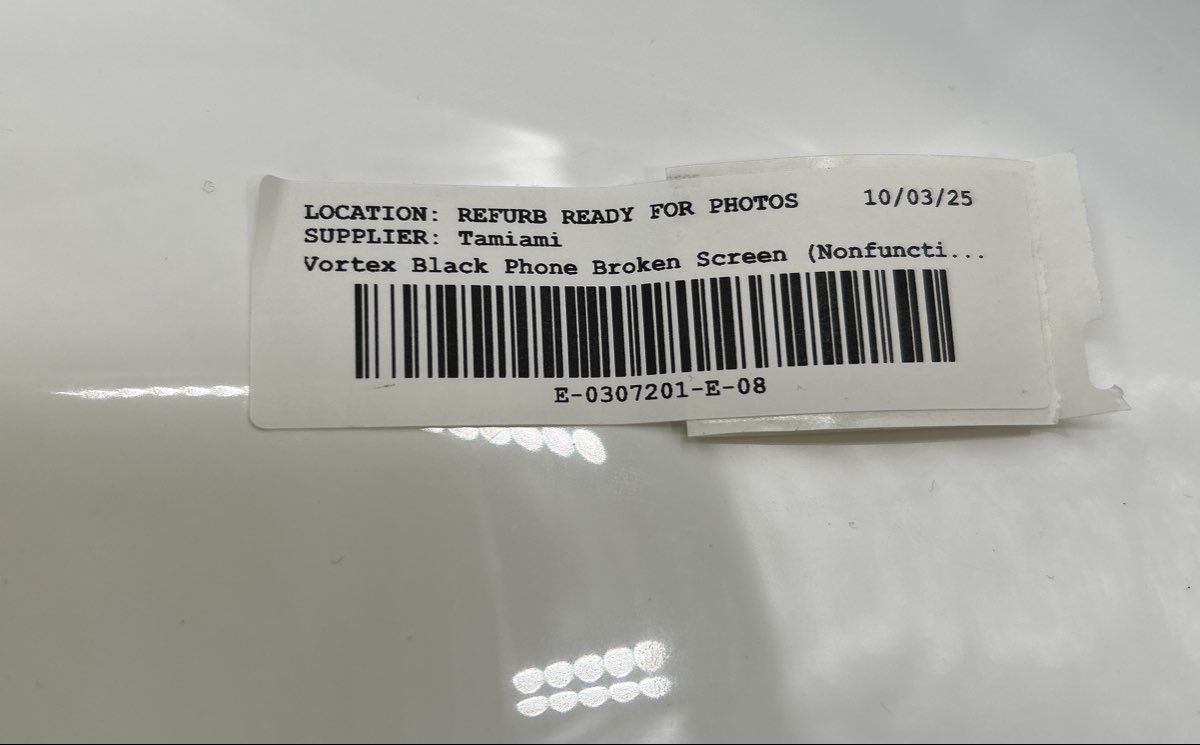 LOCATION: REFURB READY FOR PHOTOS 10/03/25
SUPPLIER: Tamiami
Vortex Black Phone Broken Screen (Nonfuncti...
E-0307201-E-08